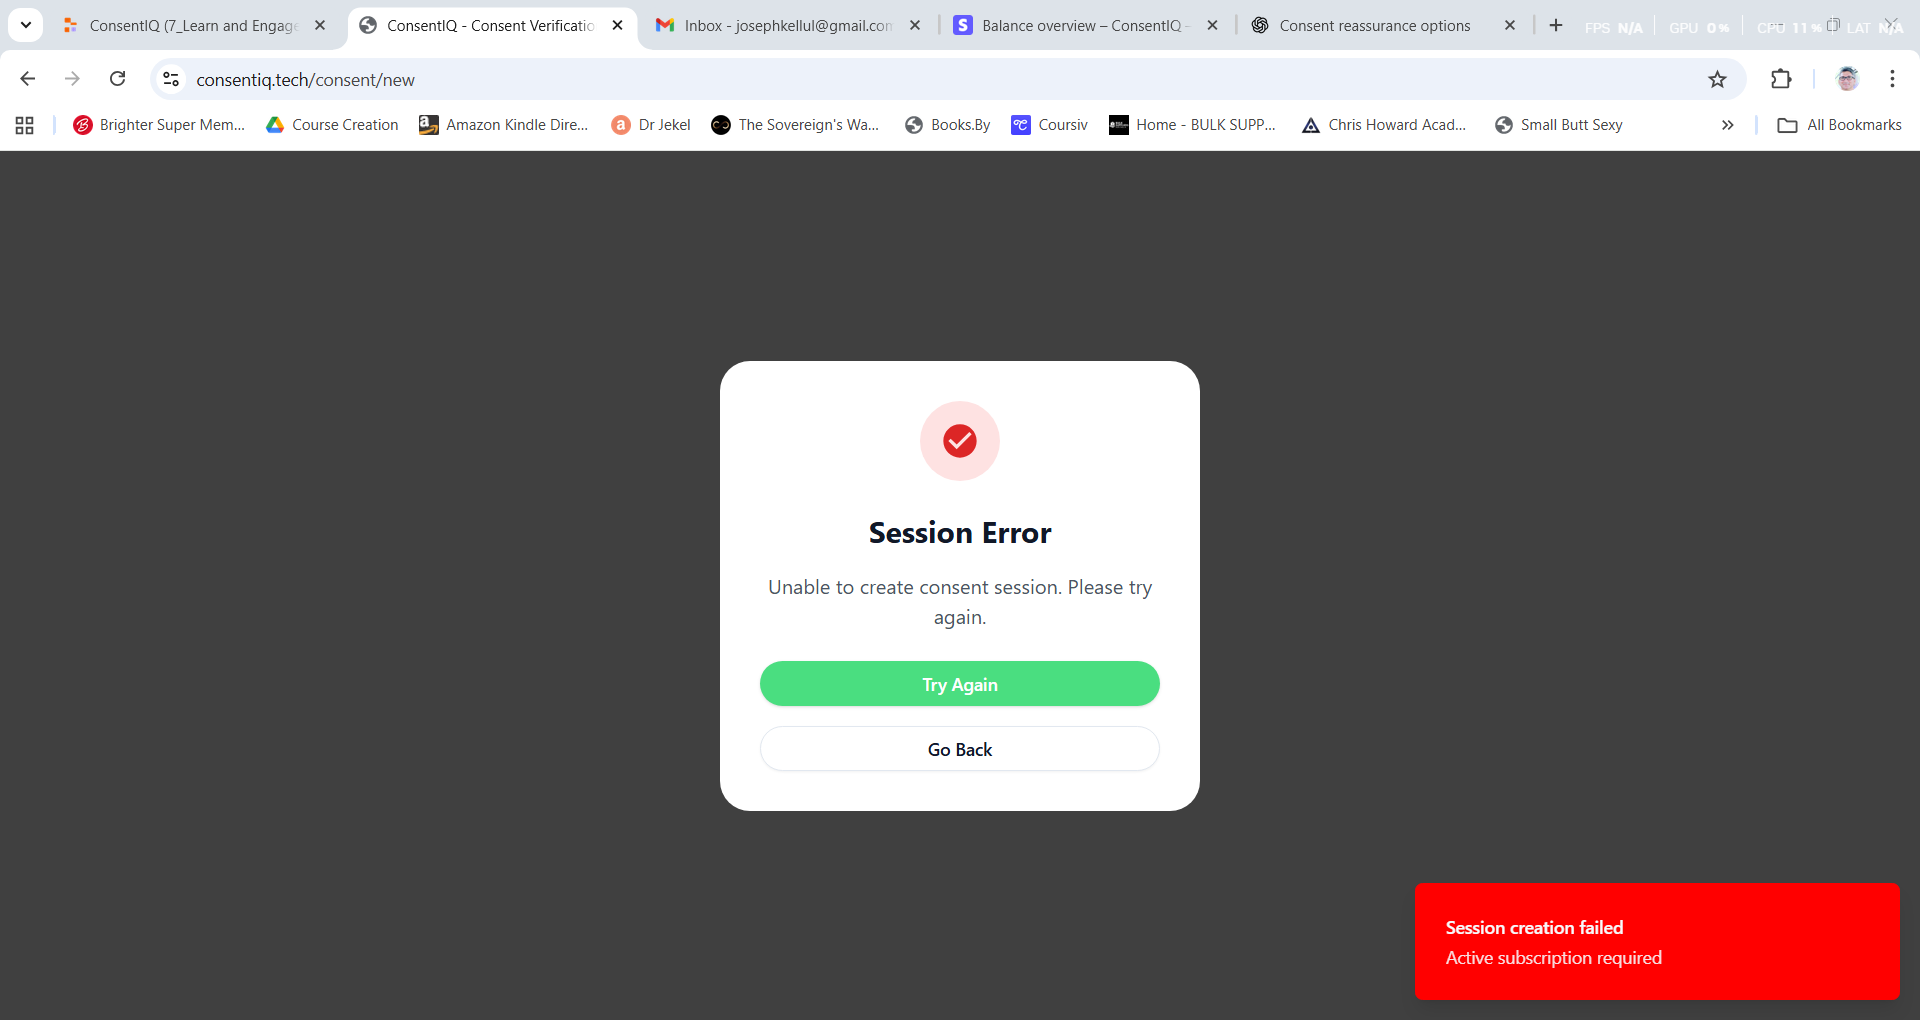 ConsentIQ (7_Learn and Engage
ConsentIQ - Consent Verificatio
Inbox - josephkellul@gmail.con
Balance overview – ConsentIQ -
Consent reassurance options
FPS N/A GPU 0% CPU 11% LAT N/A
consentiq.tech/consent/new
Brighter Super Mem...
Course Creation
Amazon Kindle Dire...
Dr Jekel
The Sovereign's Wa...
Books.By
Coursiv
Home - BULK SUPP...
Chris Howard Acad...
Small Butt Sexy
All Bookmarks
Session Error
Unable to create consent session. Please try
again.
Try Again
Go Back
Session creation failed
Active subscription required